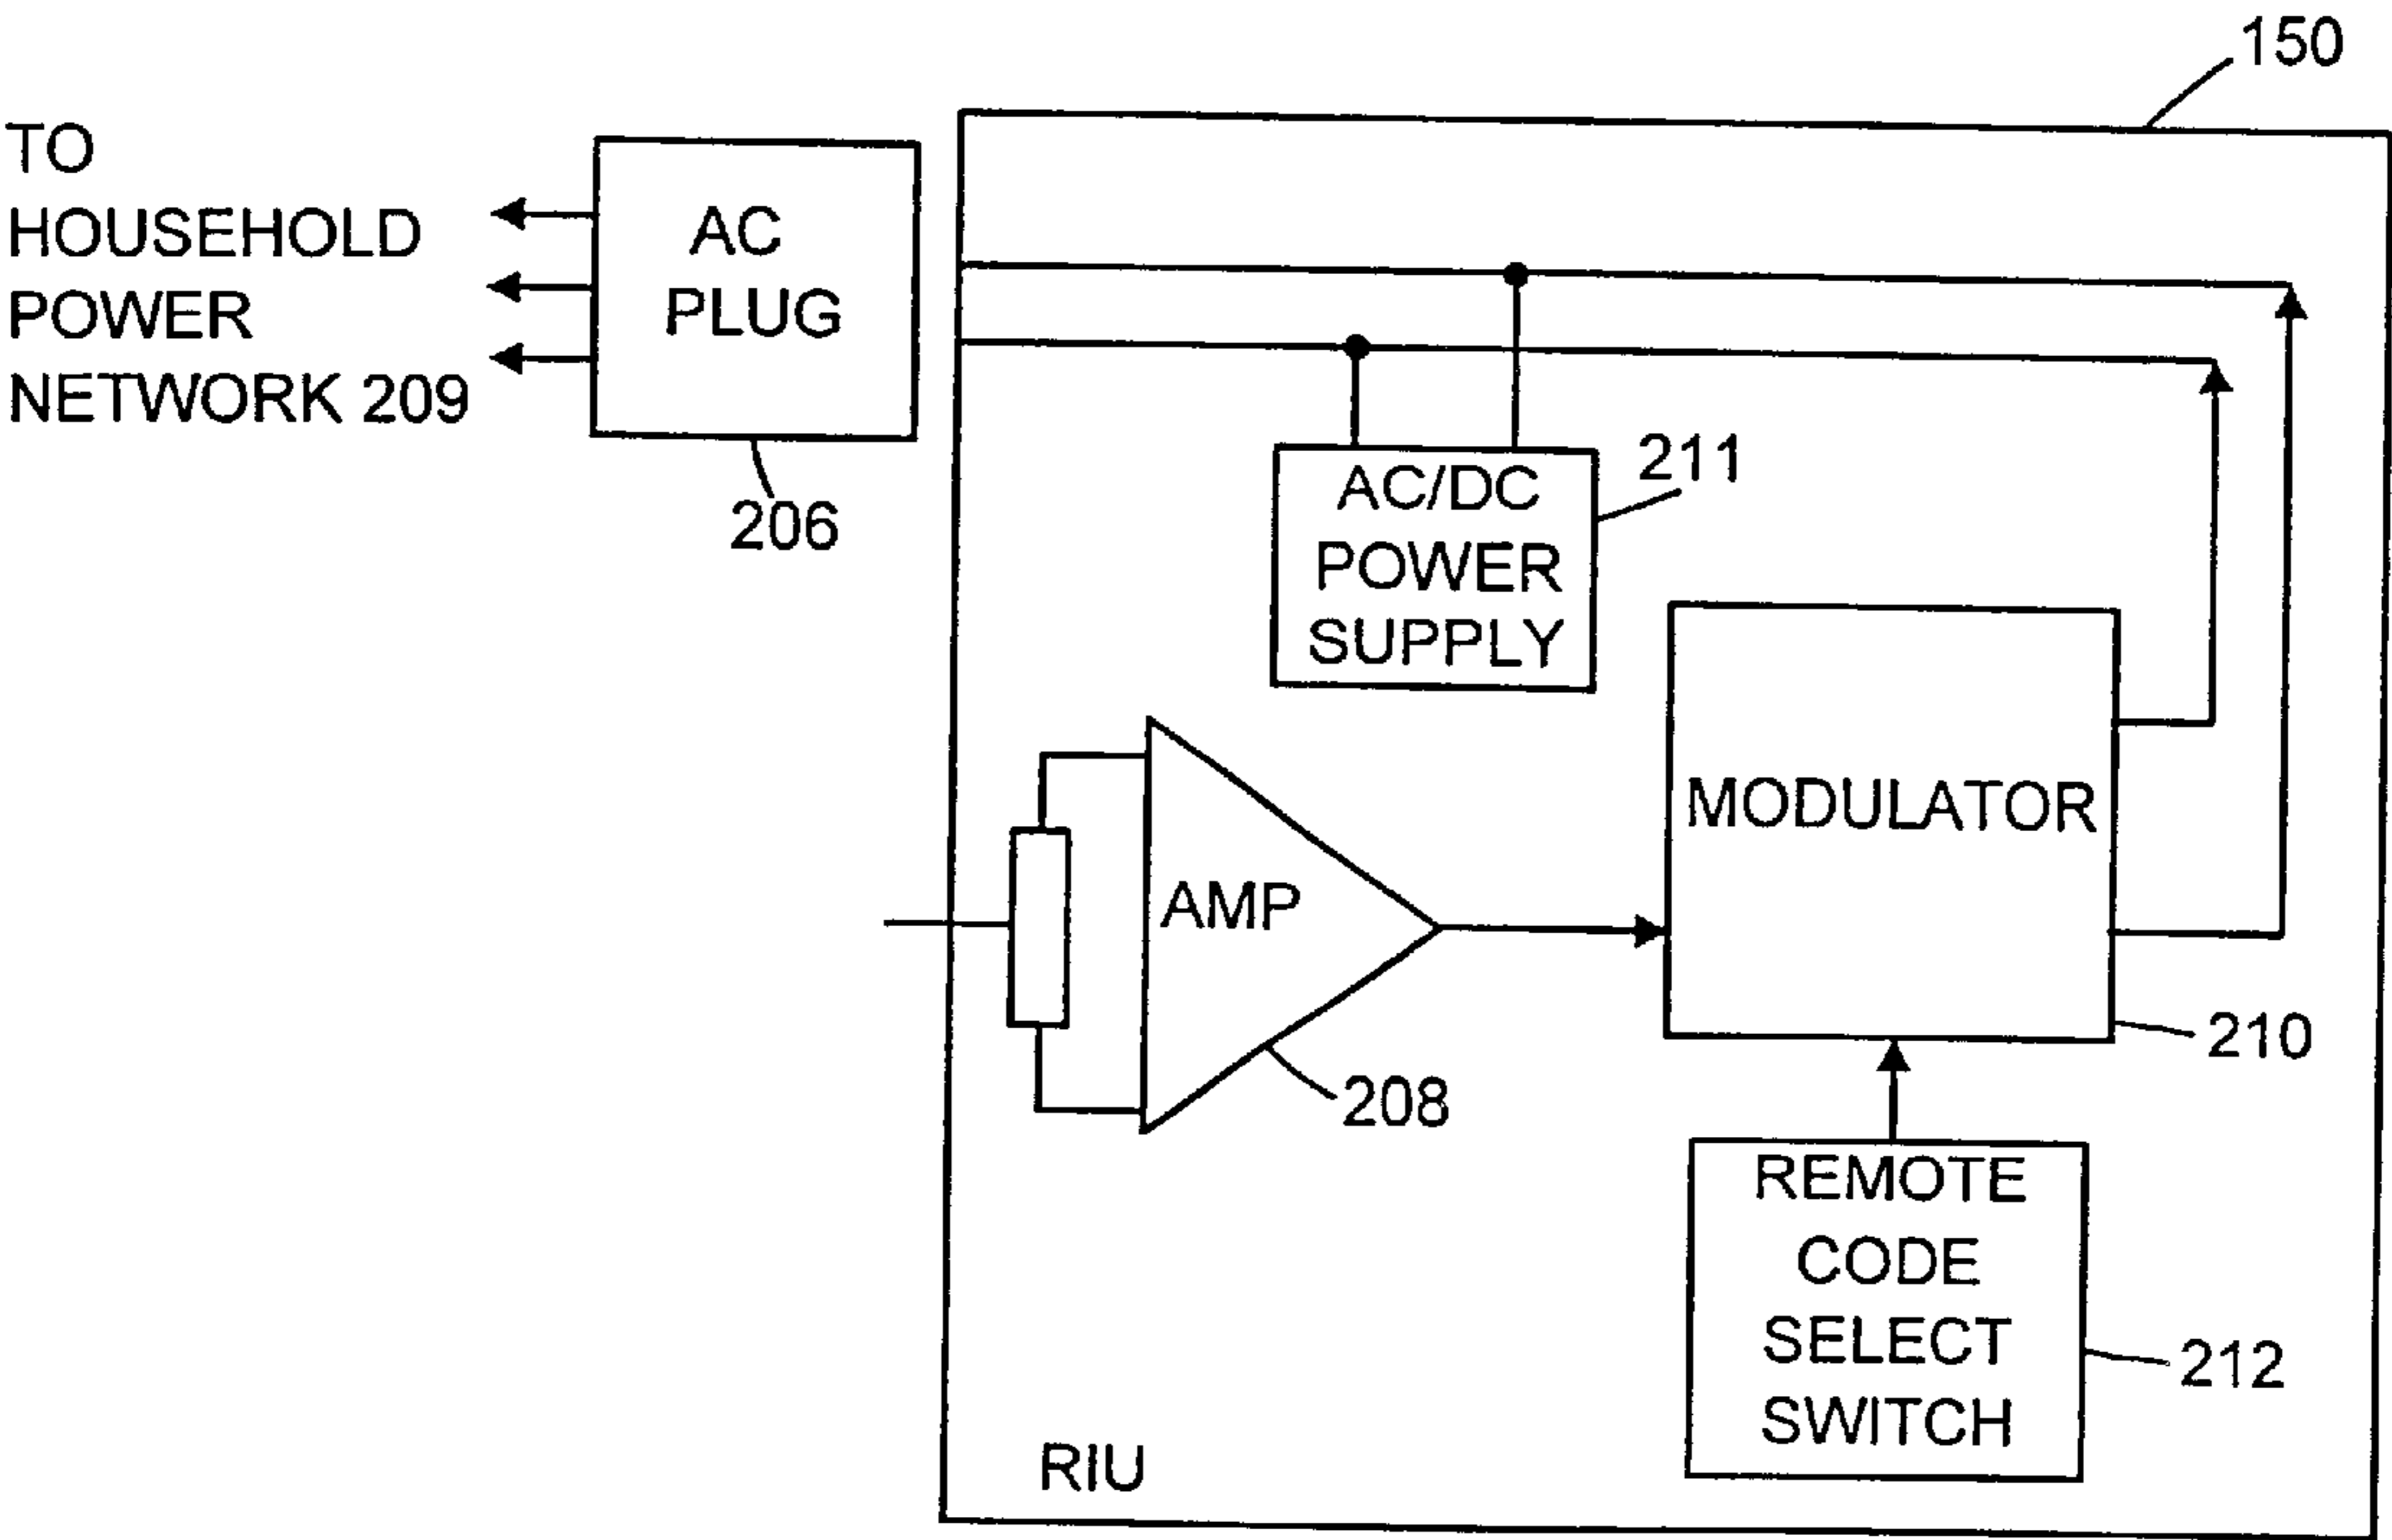 150
TO
HOUSEHOLD
POWER
NETWORK 209
AC
PLUG
206
AC/DC
POWER
SUPPLY
211
MODULATOR
210
AMP
208
REMOTE
CODE
SELECT
SWITCH
212
RIU